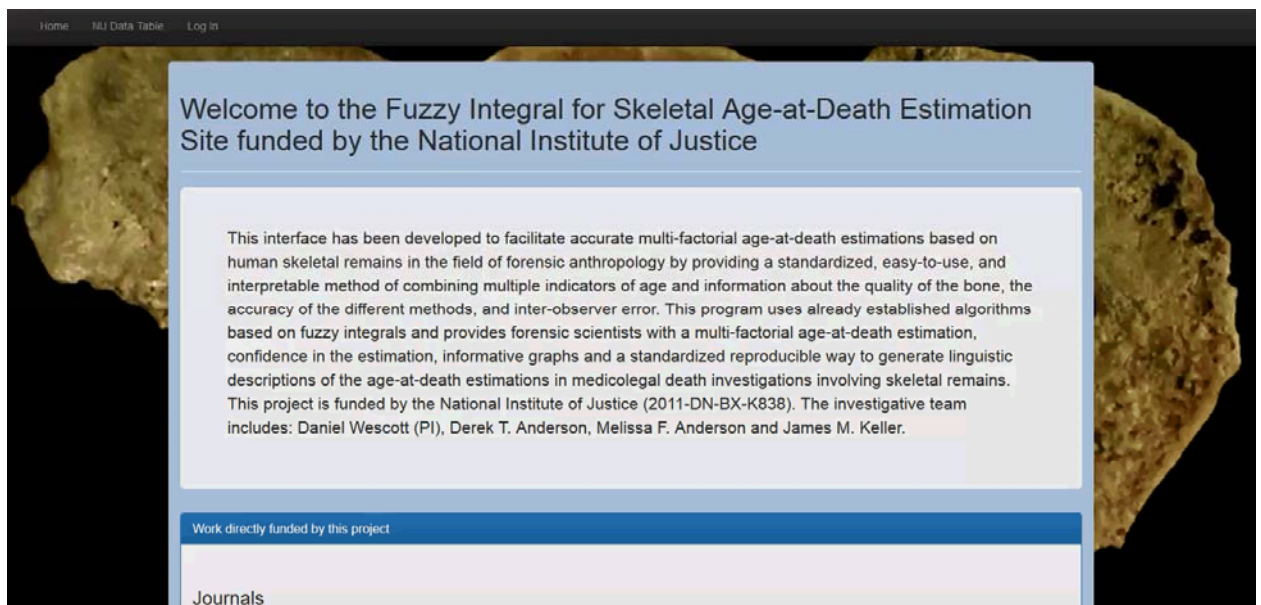 Home NIJ Data Table Log In
Welcome to the Fuzzy Integral for Skeletal Age-at-Death Estimation
Site funded by the National Institute of Justice
This interface has been developed to facilitate accurate multi-factorial age-at-death estimations based on
human skeletal remains in the field of forensic anthropology by providing a standardized, easy-to-use, and
interpretable method of combining multiple indicators of age and information about the quality of the bone, the
accuracy of the different methods, and inter-observer error. This program uses already established algorithms
based on fuzzy integrals and provides forensic scientists with a multi-factorial age-at-death estimation,
confidence in the estimation, informative graphs and a standardized reproducible way to generate linguistic
descriptions of the age-at-death estimations in medicolegal death investigations involving skeletal remains.
This project is funded by the National Institute of Justice (2011-DN-BX-K838). The investigative team
includes: Daniel Wescott (PI), Derek T. Anderson, Melissa F. Anderson and James M. Keller.
Work directly funded by this project
Journals